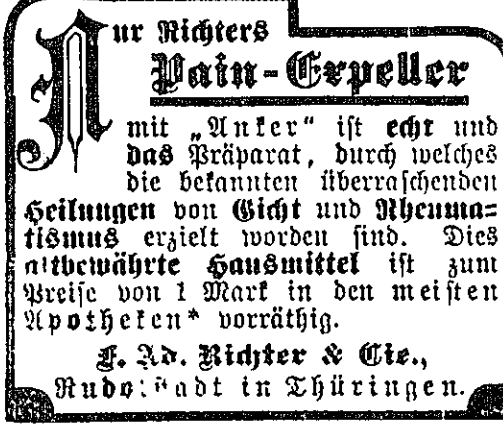 Nur Richters
Pain-Expeller
mit „Anker“ ist echt und
das Präparat, durch welches
die bekannten überraschenden
Heilungen von Gicht und Rheuma-
tismus erzielt worden sind. Dies
altbewährte Hausmittel ist zum
Preise von 1 Mark in den meisten
Apotheken* vorräthig.
F. Ad. Richter & Cie.,
Rudolstadt in Thüringen.